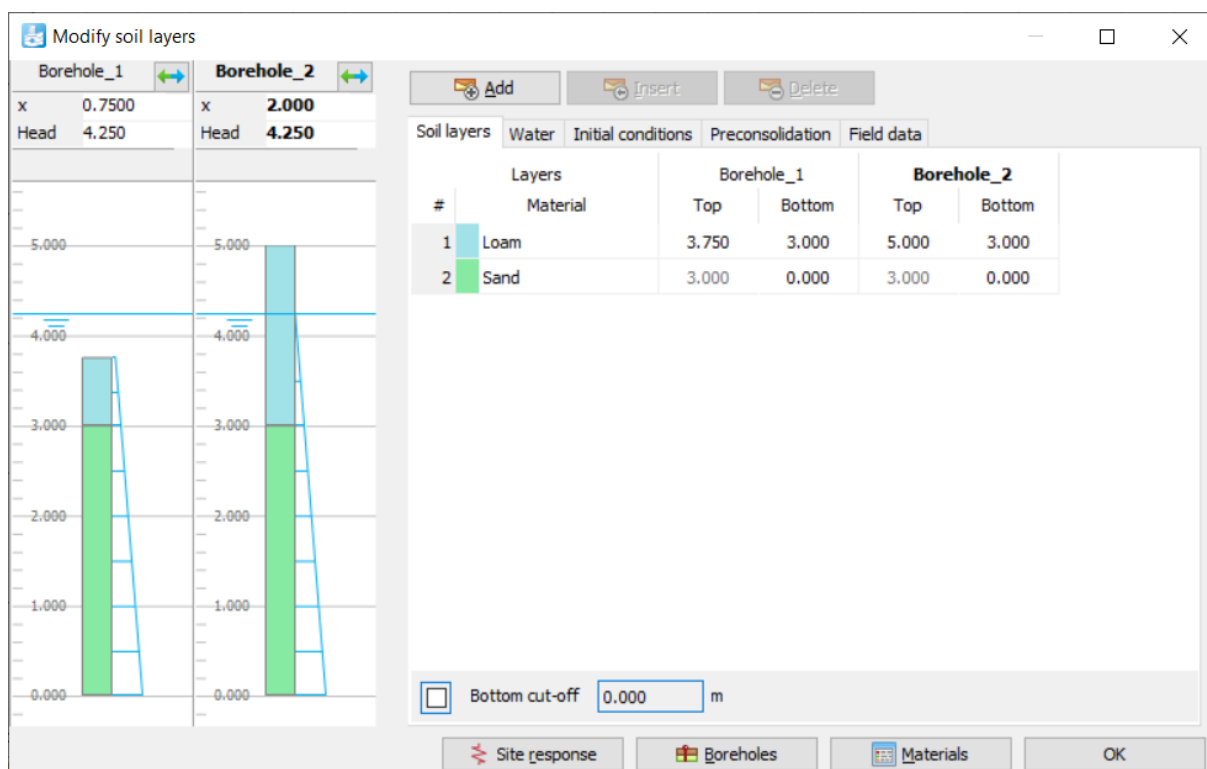 Modify soil layers
Borehole_1 Borehole_2
x 0.7500 x 2.000
Head 4.250 Head 4.250
Add Insert Delete
Soil layers Water Initial conditions Preconsolidation Field data
Layers Borehole_1 Borehole_2
# Material Top Bottom Top Bottom
1 Loam 3.750 3.000 5.000 3.000
2 Sand 3.000 0.000 3.000 0.000
5.000 5.000
4.000 4.000
3.000 3.000
2.000 2.000
1.000 1.000
0.000 0.000
Bottom cut-off 0.000 m
Site response Boreholes Materials OK